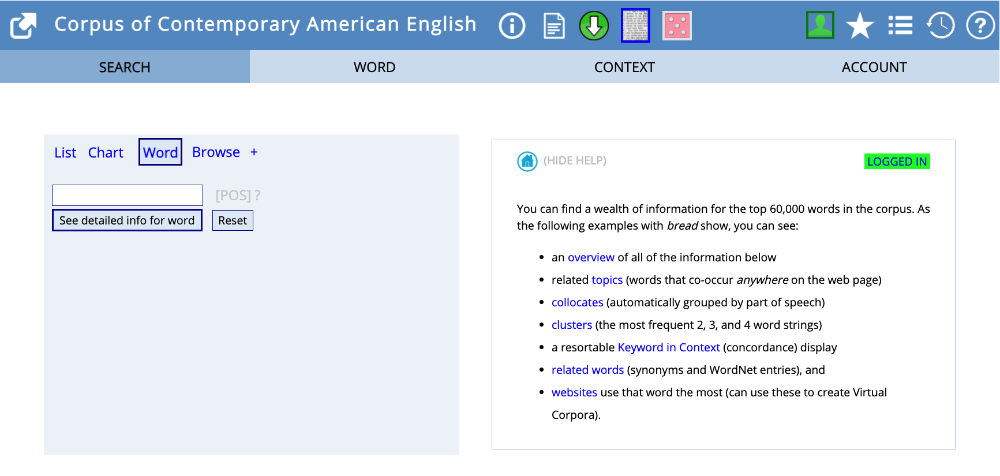 Corpus of Contemporary American English
SEARCH WORD CONTEXT ACCOUNT
List Chart Word Browse +
[POS] ?
See detailed info for word Reset
(HIDE HELP) LOGGED IN
You can find a wealth of information for the top 60,000 words in the corpus. As
the following examples with bread show, you can see:
• an overview of all of the information below
• related topics (words that co-occur anywhere on the web page)
• collocates (automatically grouped by part of speech)
• clusters (the most frequent 2, 3, and 4 word strings)
• a resortable Keyword in Context (concordance) display
• related words (synonyms and WordNet entries), and
• websites use that word the most (can use these to create Virtual
Corpora).